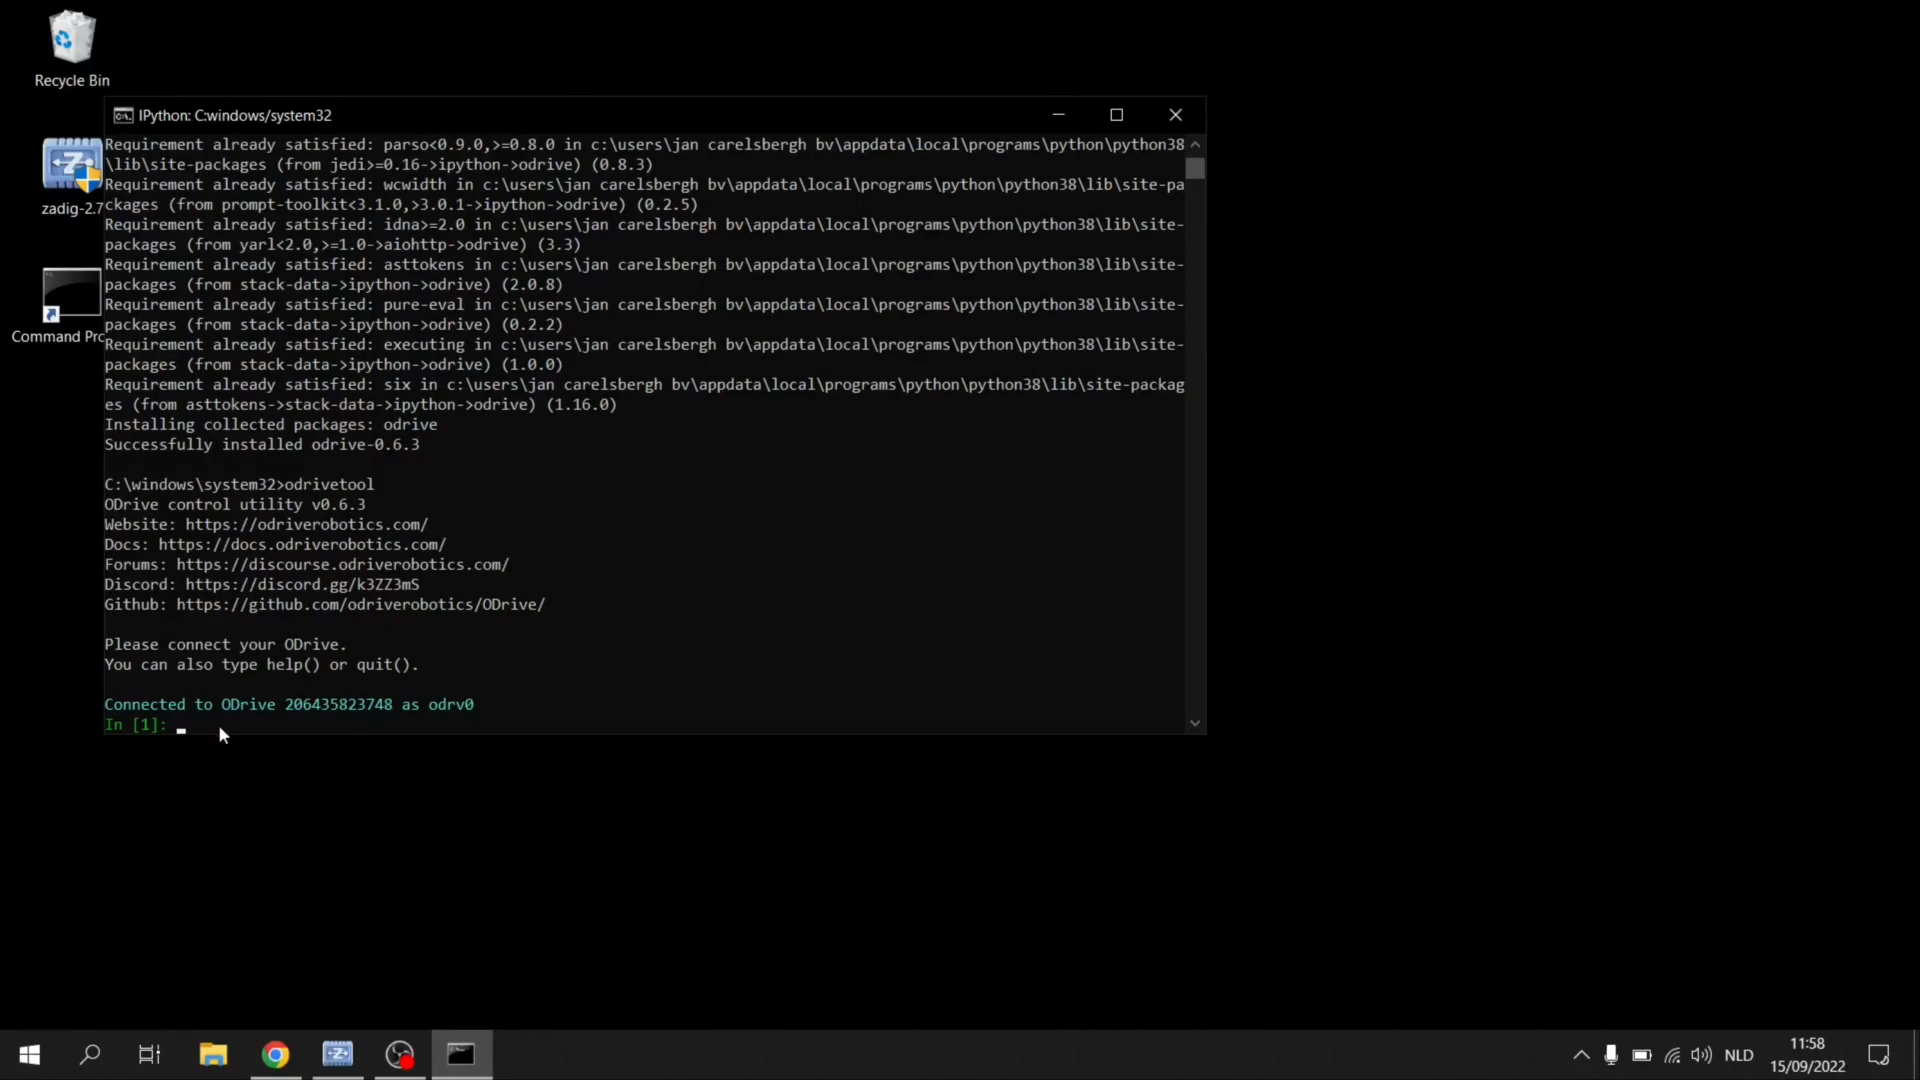 Recycle Bin
zadig-2.7
Command Pro
IPython: C:windows/system32
Requirement already satisfied: parso<0.9.0,>=0.8.0 in c:\users\jan carelsbergh bv\appdata\local\programs\python\python38
\lib\site-packages (from jedi>=0.16->ipython->odrive) (0.8.3)
Requirement already satisfied: wcwidth in c:\users\jan carelsbergh bv\appdata\local\programs\python\python38\lib\site-pa
ckages (from prompt-toolkit<3.1.0,>3.0.1->ipython->odrive) (0.2.5)
Requirement already satisfied: idna>=2.0 in c:\users\jan carelsbergh bv\appdata\local\programs\python\python38\lib\site-
packages (from yarl<2.0,>=1.0->aiohttp->odrive) (3.3)
Requirement already satisfied: asttokens in c:\users\jan carelsbergh bv\appdata\local\programs\python\python38\lib\site-
packages (from stack-data->ipython->odrive) (2.0.8)
Requirement already satisfied: pure-eval in c:\users\jan carelsbergh bv\appdata\local\programs\python\python38\lib\site-
packages (from stack-data->ipython->odrive) (0.2.2)
Requirement already satisfied: executing in c:\users\jan carelsbergh bv\appdata\local\programs\python\python38\lib\site-
packages (from stack-data->ipython->odrive) (1.0.0)
Requirement already satisfied: six in c:\users\jan carelsbergh bv\appdata\local\programs\python\python38\lib\site-packag
es (from asttokens->stack-data->ipython->odrive) (1.16.0)
Installing collected packages: odrive
Successfully installed odrive-0.6.3
C:\windows\system32>odrivetool
ODrive control utility v0.6.3
Website: https://odriverobotics.com/
Docs: https://docs.odriverobotics.com/
Forums: https://discourse.odriverobotics.com/
Discord: https://discord.gg/k3ZZ3mS
Github: https://github.com/odriverobotics/ODrive/
Please connect your ODrive.
You can also type help() or quit().
Connected to ODrive 206435823748 as odrv0
In [1]:
NLD
11:58
15/09/2022